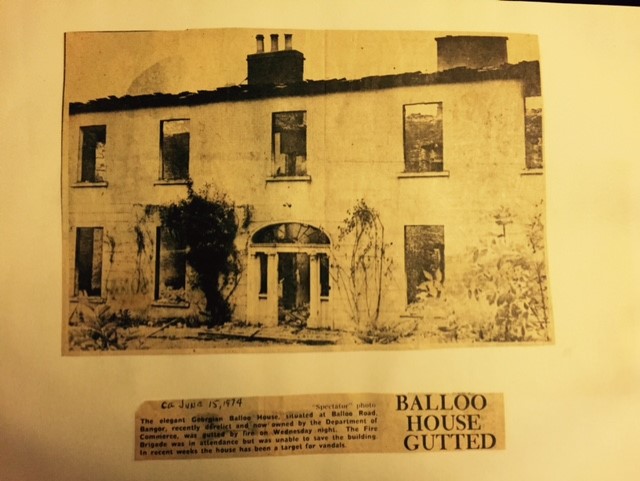 ca June 15, 1974
"Spectator" photo
The elegant Georgian Balloo House, situated at Balloo Road,
Bangor, recently derelict and now owned by the Department of
Commerce, was gutted by fire on Wednesday night. The Fire
Brigade was in attendance but was unable to save the building.
In recent weeks the house has been a target for vandals.
BALLOO
HOUSE
GUTTED